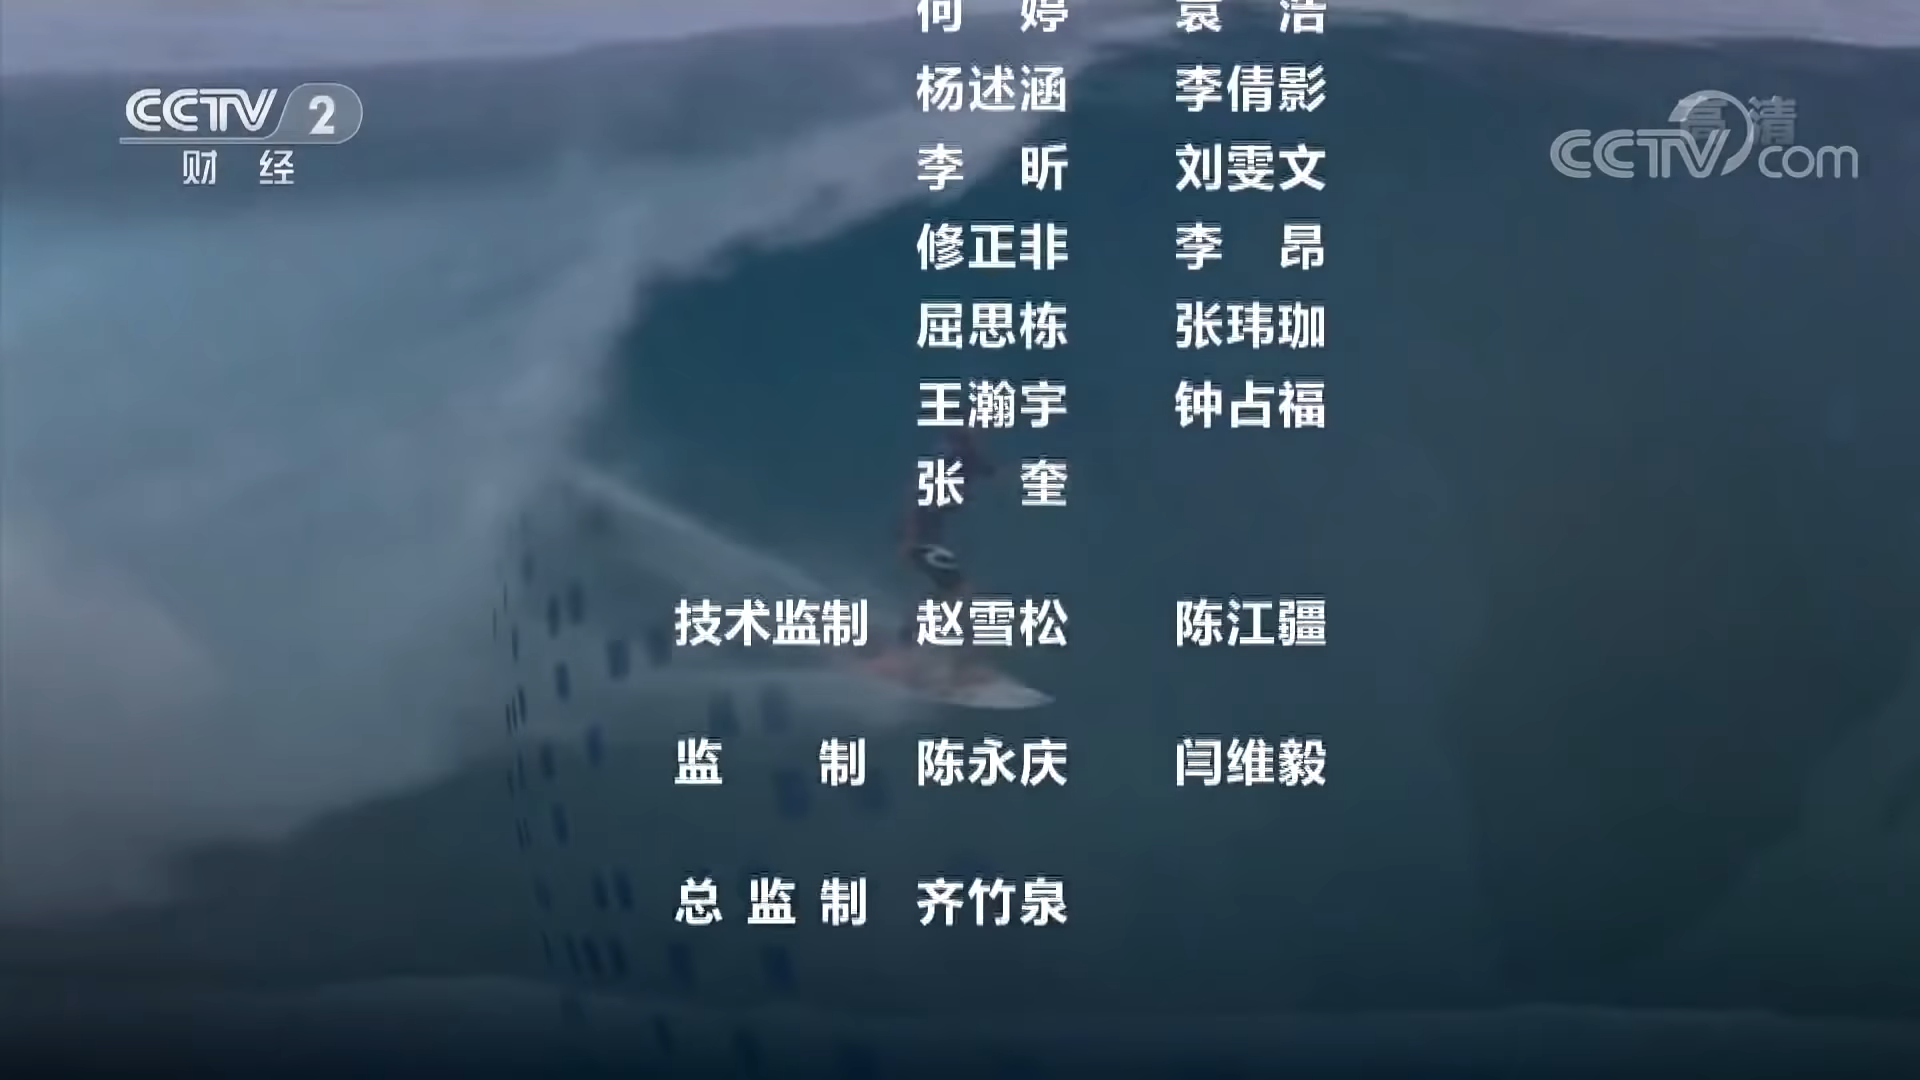 何 婷 袁 浩
杨述涵 李倩影
CCTV 2
财 经
高清
CCTV.com
李 昕 刘雯文
修正非 李 昂
屈思栋 张玮珈
王瀚宇 钟占福
张 奎
技术监制 赵雪松 陈江疆
监 制 陈永庆 闫维毅
总 监 制 齐竹泉